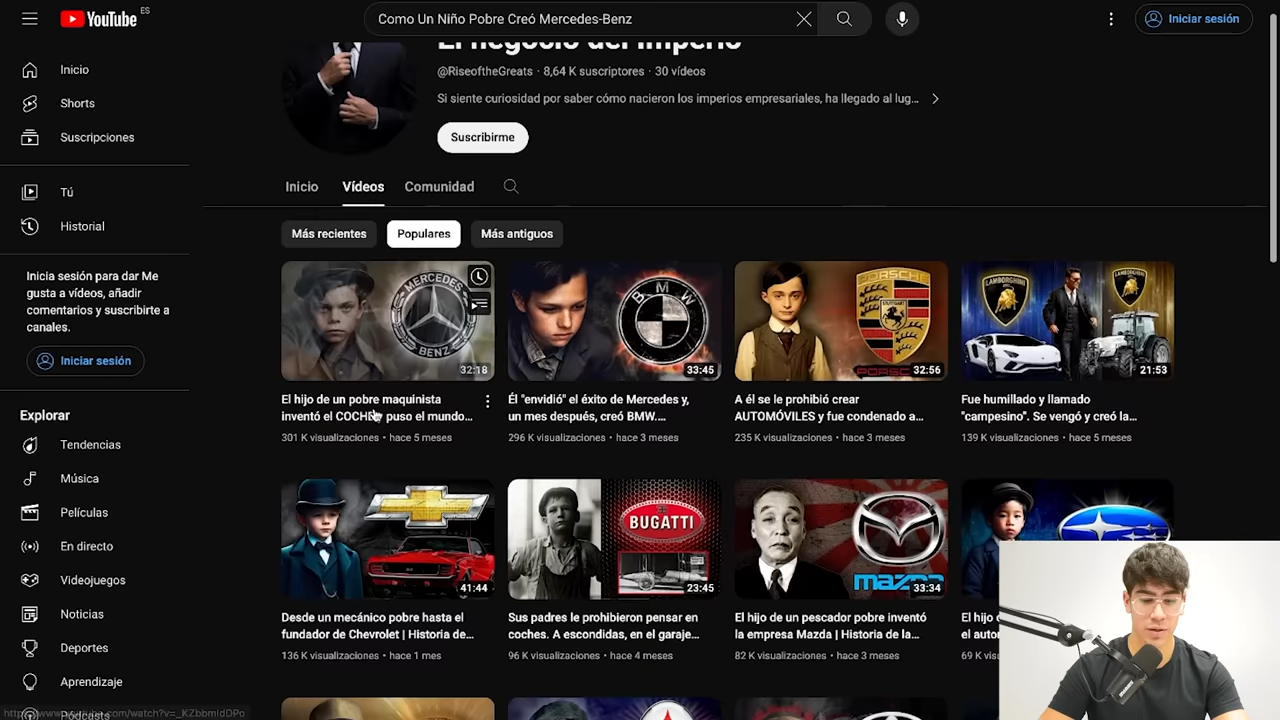 YouTube ES
Como Un Niño Pobre Creó Mercedes-Benz
Iniciar sesión
El negocio del Imperio
@RiseoftheGreats · 8,64 K suscriptores · 30 vídeos
Si siente curiosidad por saber cómo nacieron los imperios empresariales, ha llegado al lug...
Suscribirme
Inicio
Shorts
Suscripciones
Tú
Historial
Inicia sesión para dar Me
gusta a vídeos, añadir
comentarios y suscribirte a
canales.
Iniciar sesión
Explorar
Tendencias
Música
Películas
En directo
Videojuegos
Noticias
Deportes
Aprendizaje
Podcasts
Inicio Vídeos Comunidad
Más recientes Populares Más antiguos
MERCEDES
BENZ
32:18
El hijo de un pobre maquinista
inventó el COCHE y puso el mundo...
301 K visualizaciones • hace 5 meses
BMW
33:45
Él "envidió" el éxito de Mercedes y,
un mes después, creó BMW....
296 K visualizaciones • hace 3 meses
PORSCHE
STUTTGART
32:56
A él se le prohibió crear
AUTOMÓVILES y fue condenado a...
235 K visualizaciones • hace 3 meses
LAMBORGHINI
LAMBORGHINI
21:53
Fue humillado y llamado
"campesino". Se vengó y creó la...
139 K visualizaciones • hace 5 meses
41:44
Desde un mecánico pobre hasta el
fundador de Chevrolet | Historia de...
136 K visualizaciones • hace 1 mes
BUGATTI
23:45
Sus padres le prohibieron pensar en
coches. A escondidas, en el garaje...
96 K visualizaciones • hace 4 meses
mazda
33:34
El hijo de un pescador pobre inventó
la empresa Mazda | Historia de la...
82 K visualizaciones • hace 3 meses
El hijo
el auto
69 K